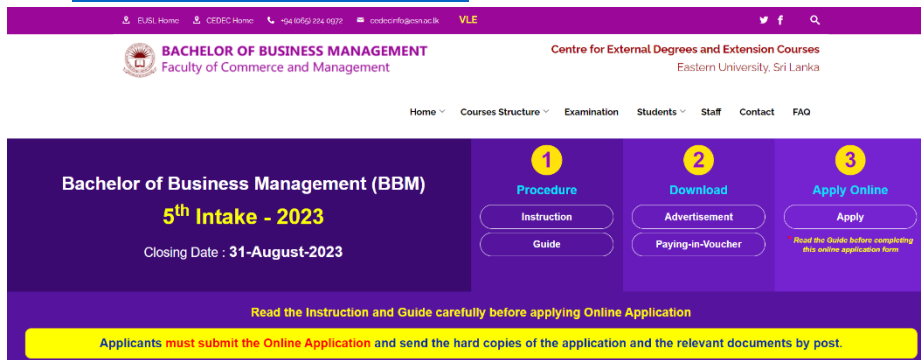 EUSL Home CEDEC Home +94 (065) 224 0972 cedecinfo@esn.ac.lk VLE
BACHELOR OF BUSINESS MANAGEMENT
Faculty of Commerce and Management
Centre for External Degrees and Extension Courses
Eastern University, Sri Lanka
Home Courses Structure Examination Students Staff Contact FAQ
Bachelor of Business Management (BBM)
5th Intake - 2023
Closing Date : 31-August-2023
1
Procedure
Instruction
Guide
2
Download
Advertisement
Paying-in-Voucher
3
Apply Online
Apply
* Read the Guide before completing
this online application form
Read the Instruction and Guide carefully before applying Online Application
Applicants must submit the Online Application and send the hard copies of the application and the relevant documents by post.